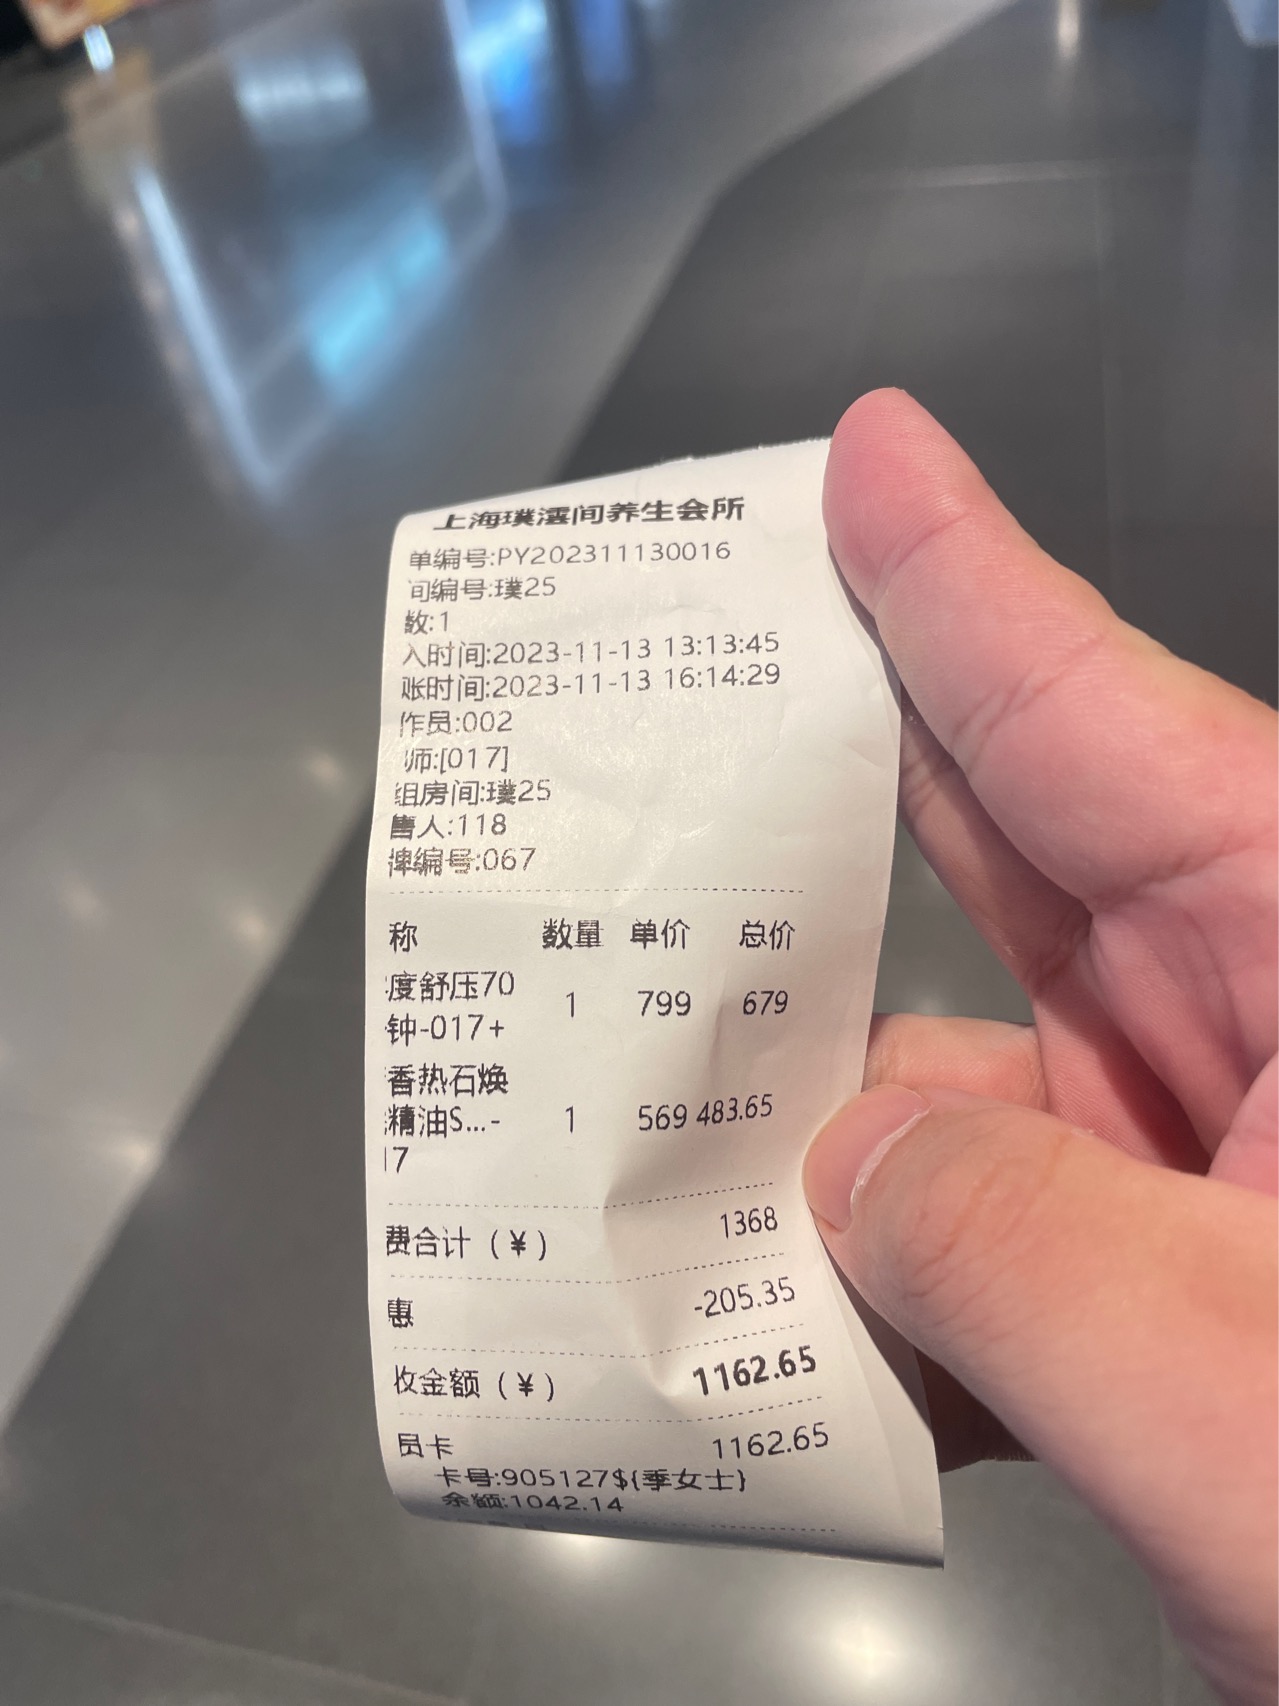 上海璞澐间养生会所
单编号:PY202311130016
间编号:璞25
数:1
入时间:2023-11-13 13:13:45
账时间:2023-11-13 16:14:29
作员:002
师:[017]
组房间:璞25
售人:118
牌编号:067
称 数量 单价 总价
度舒压70
钟-017+ 1 799 679
香热石焕
精油S...- 1 569 483.65
17
费合计（¥） 1368
惠 -205.35
收金额（¥） 1162.65
员卡 1162.65
卡号:905127${季女士}
余额:1042.14